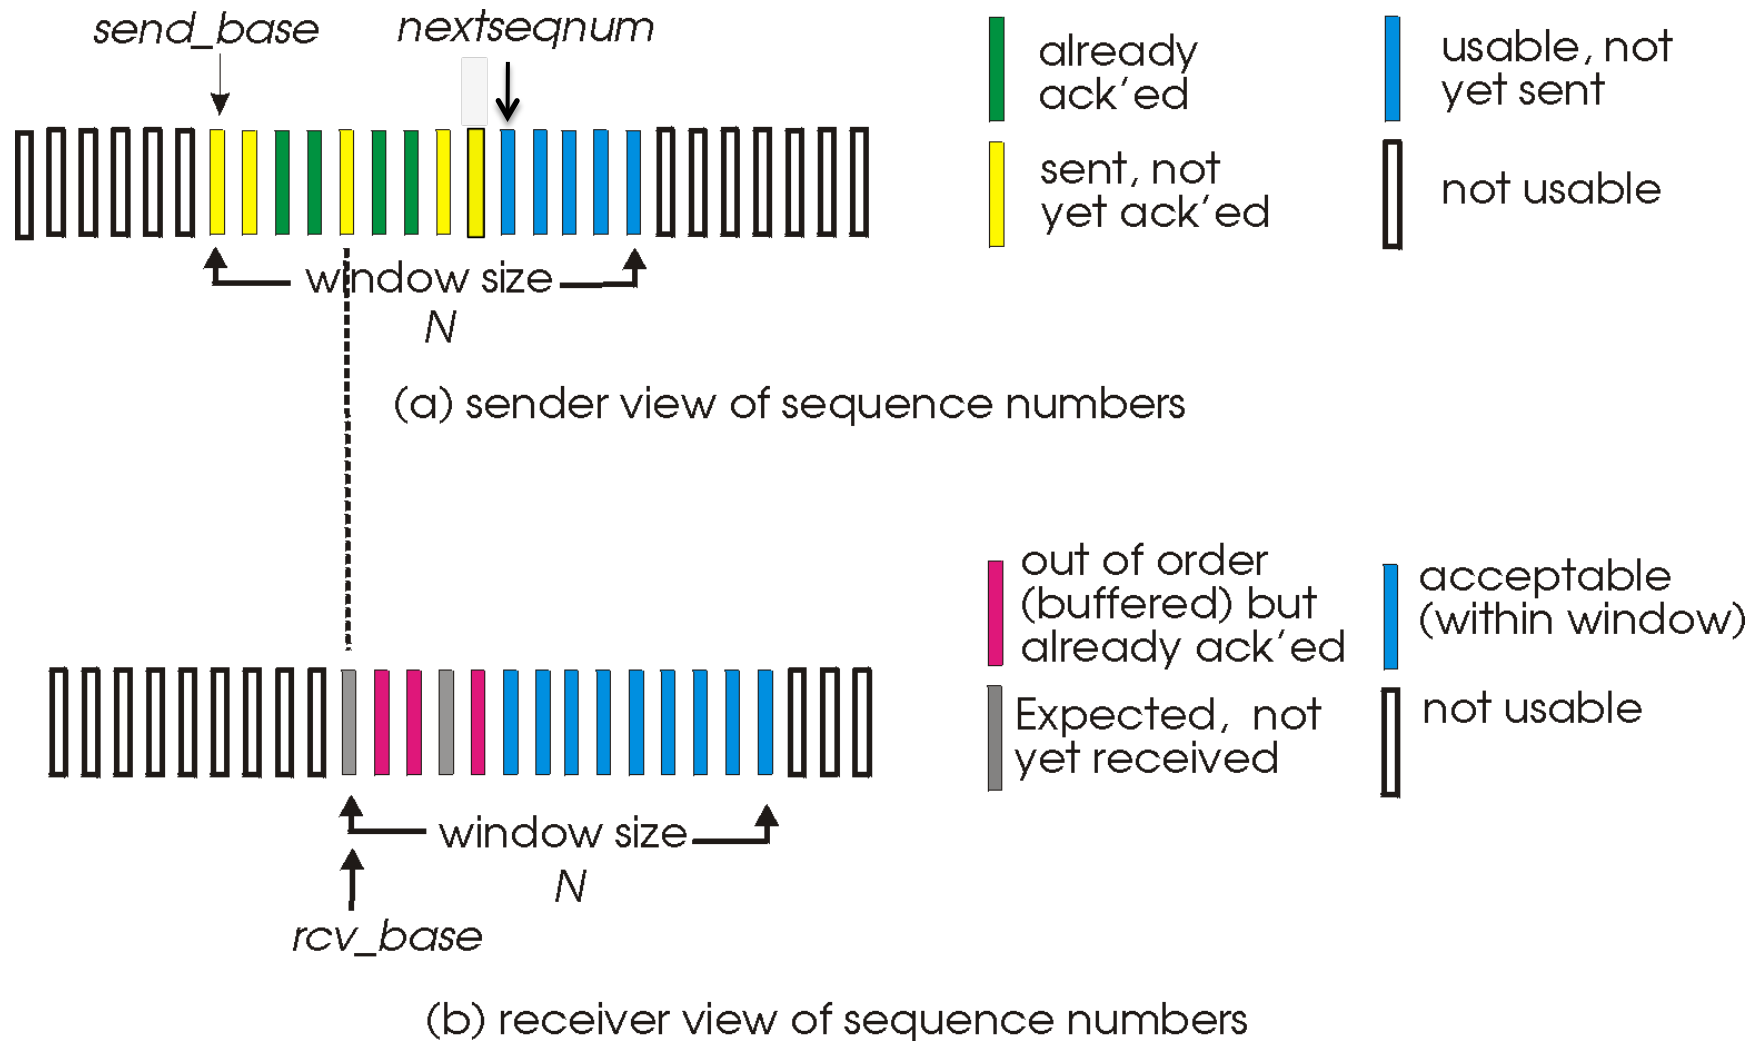 send_base
nextseqnum
already
ack'ed
usable, not
yet sent
sent, not
yet ack'ed
not usable
window size
N
(a) sender view of sequence numbers
out of order
(buffered) but
already ack'ed
acceptable
(within window)
Expected, not
yet received
not usable
window size
N
rcv_base
(b) receiver view of sequence numbers